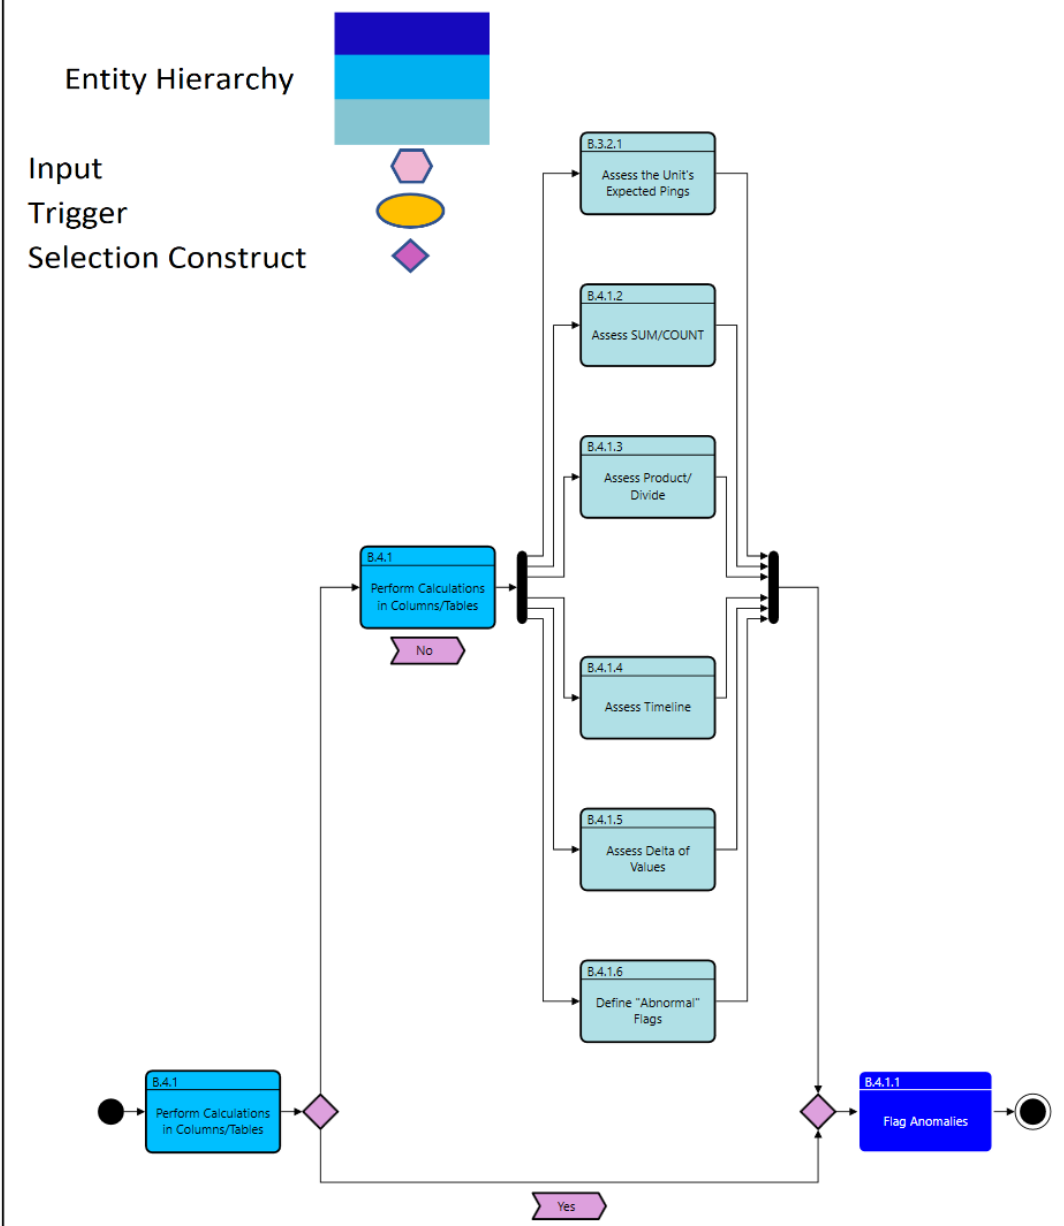 Entity Hierarchy
Input
Trigger
Selection Construct
B.3.2.1
Assess the Unit's
Expected Pings
B.4.1.2
Assess SUM/COUNT
B.4.1.3
Assess Product/
Divide
B.4.1
Perform Calculations
in Columns/Tables
No
B.4.1.4
Assess Timeline
B.4.1.5
Assess Delta of
Values
B.4.1.6
Define "Abnormal"
Flags
B.4.1
Perform Calculations
in Columns/Tables
B.4.1.1
Flag Anomalies
Yes